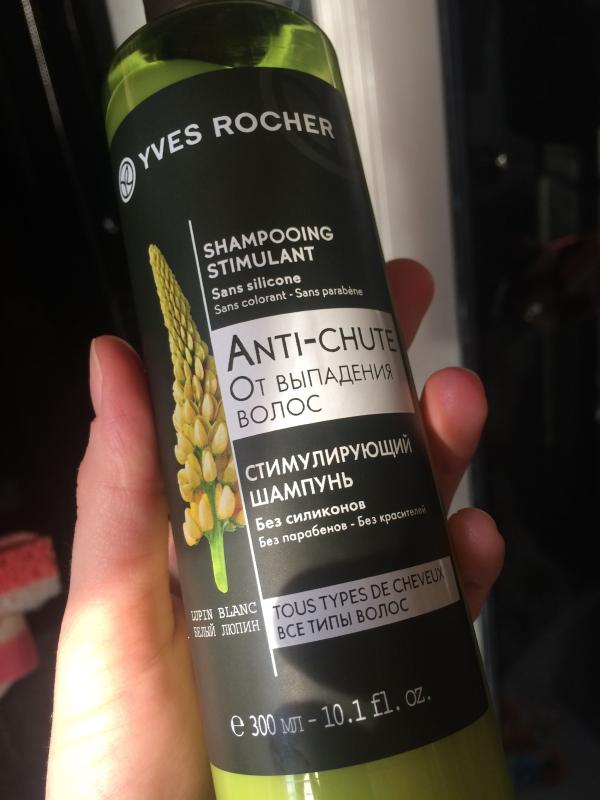 YVES ROCHER
SHAMPOOING
STIMULANT
Sans silicone
Sans colorant - Sans parabène
ANTI-CHUTE
ОТ ВЫПАДЕНИЯ
ВОЛОС
СТИМУЛИРУЮЩИЙ
ШАМПУНЬ
Без силиконов
Без парабенов - Без красителей
LUPIN BLANC
БЕЛЫЙ ЛЮПИН
TOUS TYPES DE CHEVEUX
ВСЕ ТИПЫ ВОЛОС
e 300 мл - 10.1 fl. oz.